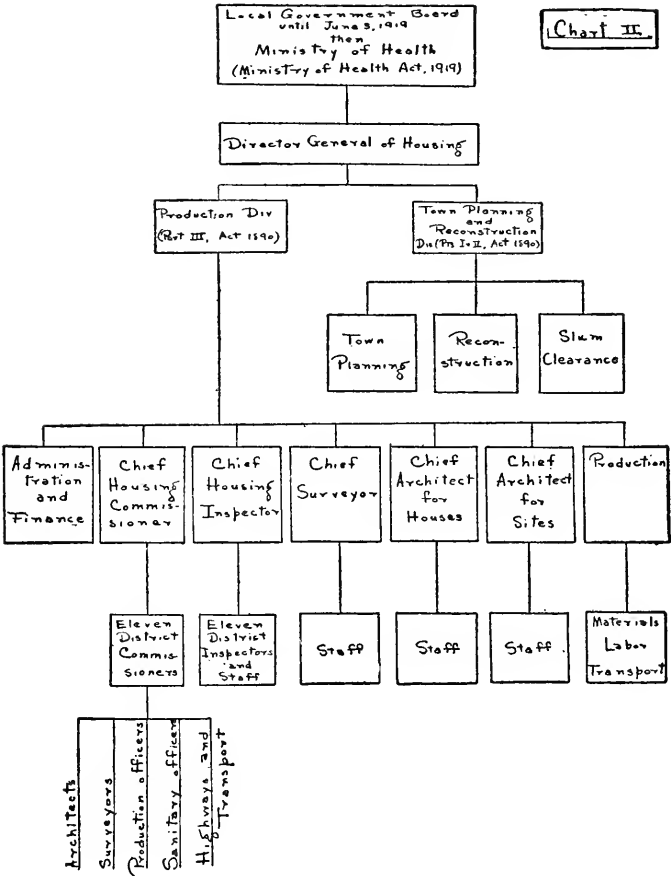 Local Government Board
until June 3, 1919
then
Ministry of Health
(Ministry of Health Act, 1919)
Chart II
Director General of Housing
Production Div
(Part III, Act 1890)
Town Planning
and
Reconstruction
Div (Pts I & II, Act 1890)
Town
Planning
Recon-
struction
Slum
Clearance
Adminis-
tration
and
Finance
Chief
Housing
Commis-
sioner
Chief
Housing
Inspector
Chief
Surveyor
Chief
Architect
for
Houses
Chief
Architect
for
Sites
Production
Eleven
District
Commis-
sioners
Eleven
District
Inspectors
and
Staff
Staff
Staff
Staff
Materials
Labor
Transport
Architects
Surveyors
Production officers
Sanitary officer
Highways and
Transport